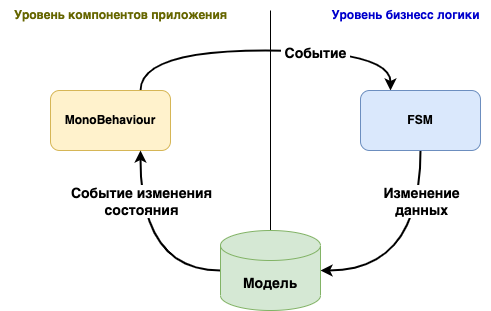 Уровень компонентов приложения
Уровень бизнесс логики
Событие
MonoBehaviour
FSM
Событие изменения
состояния
Изменение
данных
Модель